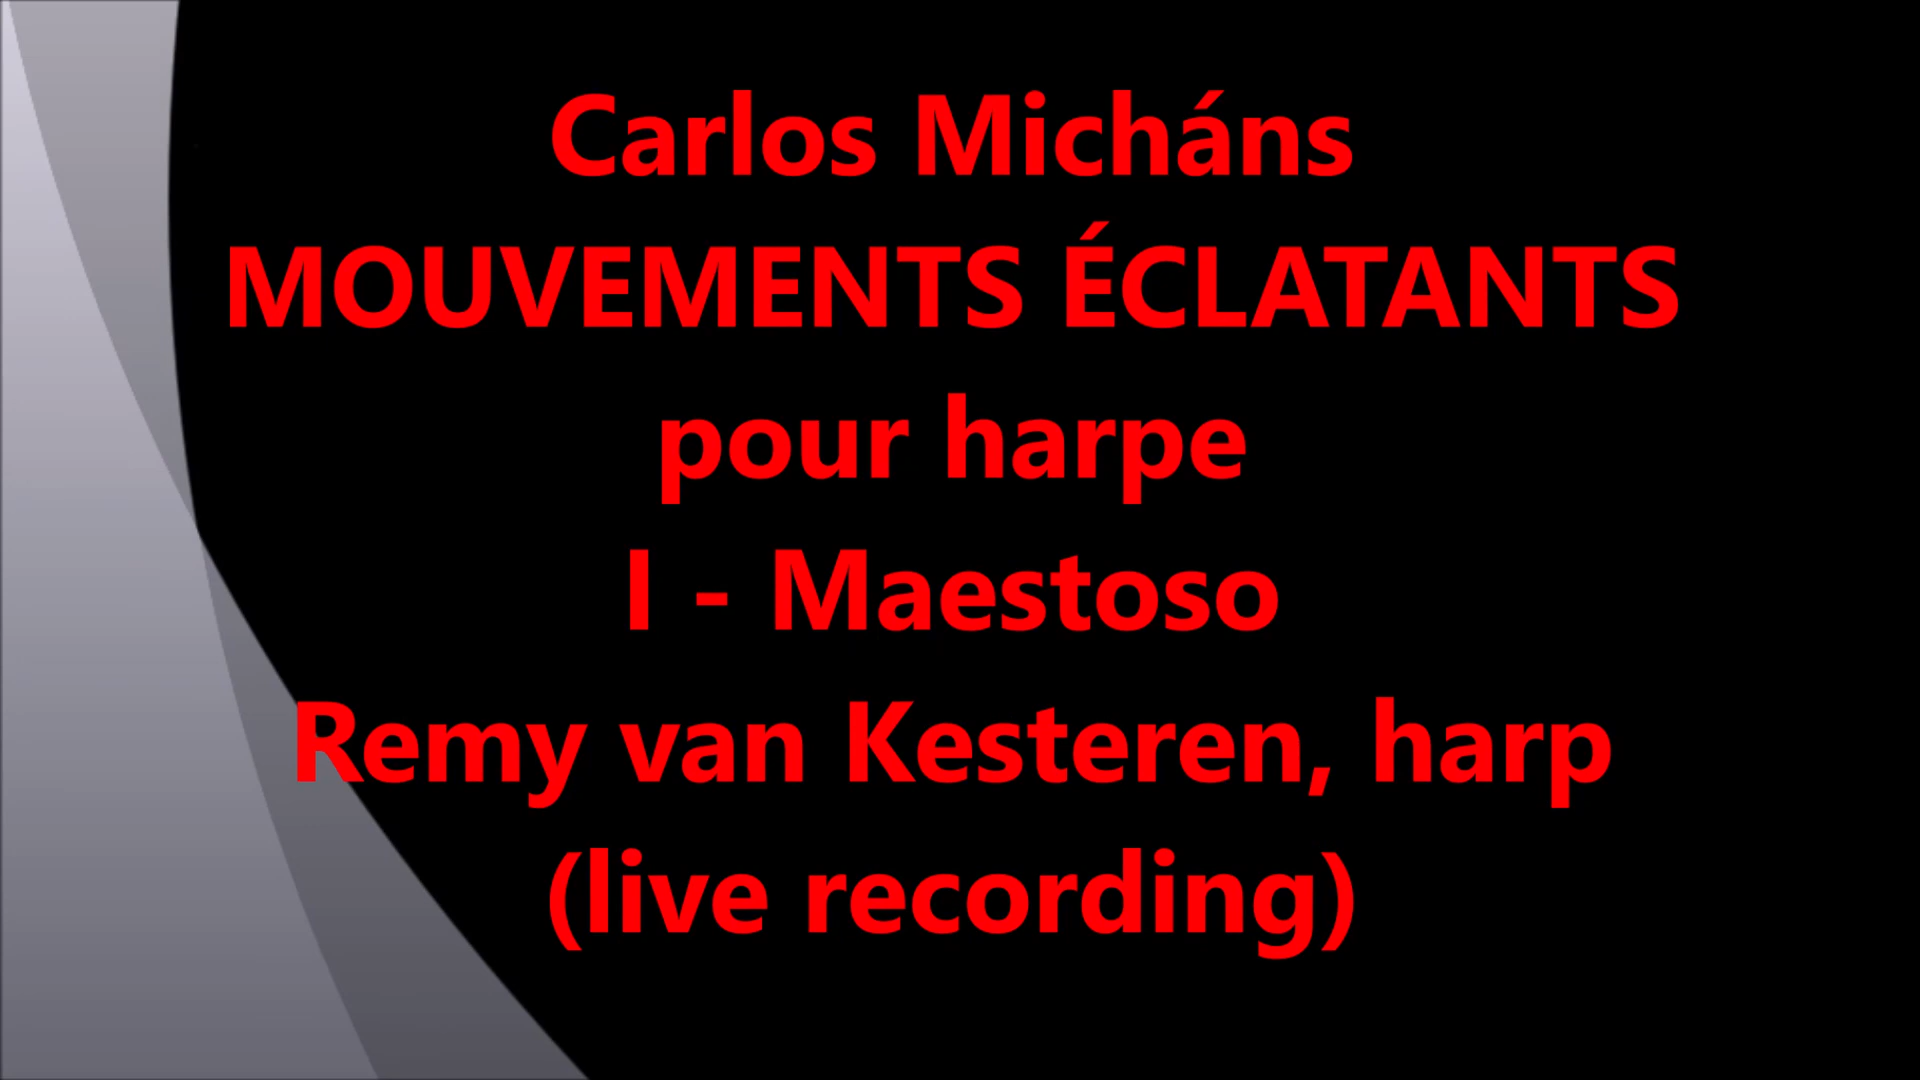 Carlos Micháns
MOUVEMENTS ÉCLATANTS
pour harpe
I - Maestoso
Remy van Kesteren, harp
(live recording)